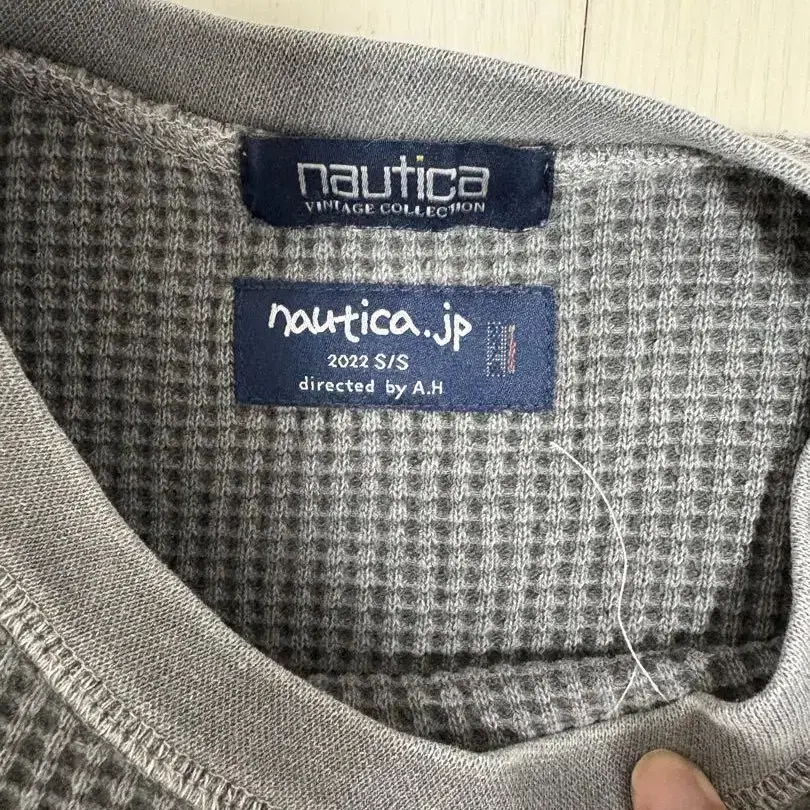 nautica
VINTAGE COLLECTION
nautica.jp
2022 S/S
directed by A.H